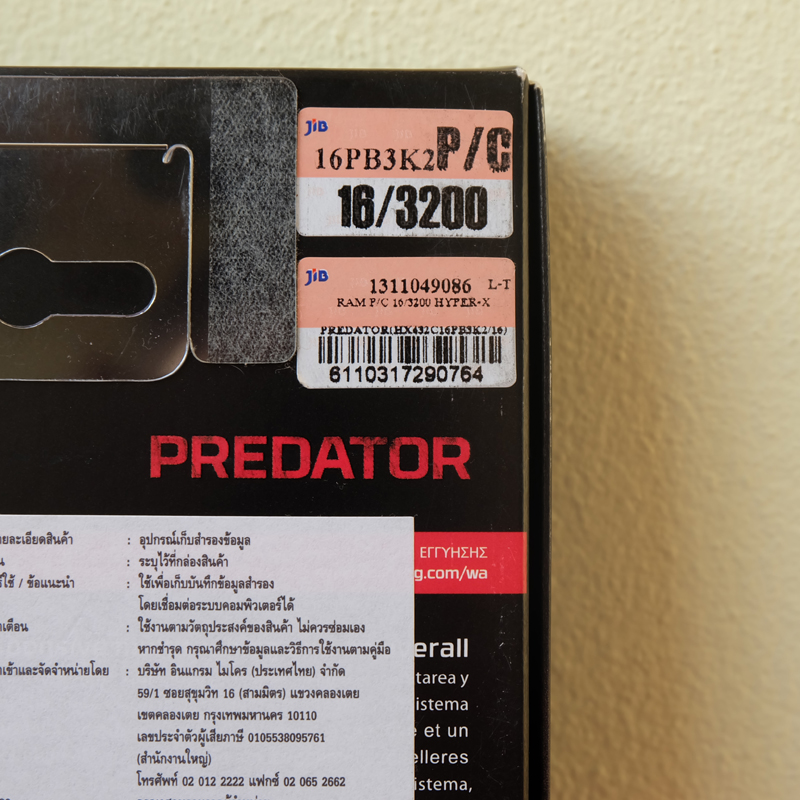 JIB
16PB3K2 P/C
16/3200
JIB
1311049086 L-T
RAM P/C 16/3200 HYPER-X
PREDATOR(HX432C16PB3K2/16)
6110317290764
PREDATOR
ยละเอียดสินค้า : อุปกรณ์เก็บสำรองข้อมูล
: ระบุไว้ที่กล่องสินค้า
ใช้ / ข้อแนะนำ : ใช้เพื่อเก็บบันทึกข้อมูลสำรอง
โดยเชื่อมต่อระบบคอมพิวเตอร์ได้
เตือน : ใช้งานตามวัตถุประสงค์ของสินค้า ไม่ควรซ่อมเอง
หากชำรุด กรุณาศึกษาข้อมูลและวิธีการใช้งานตามคู่มือ
เข้าและจัดจำหน่ายโดย : บริษัท อินแกรม ไมโคร (ประเทศไทย) จำกัด
59/1 ซอยสุขุมวิท 16 (สามมิตร) แขวงคลองเตย
เขตคลองเตย กรุงเทพมหานคร 10110
เลขประจำตัวผู้เสียภาษี 0105538095761
(สำนักงานใหญ่)
โทรศัพท์ 02 012 2222 แฟกซ์ 02 065 2662
ΕΓΓΥΗΣΗΣ
g.com/wa
erall
tarea y
istema
e et un
elleres
istema,